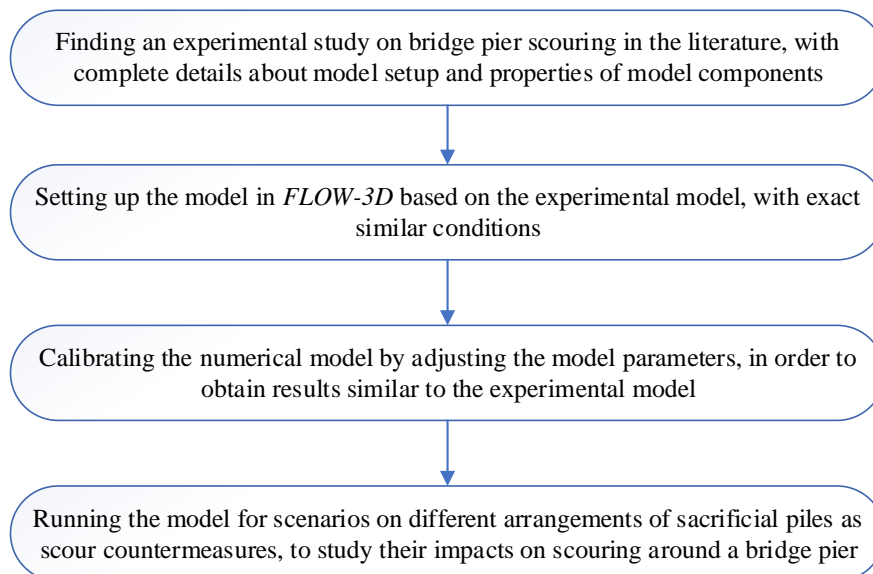 Finding an experimental study on bridge pier scouring in the literature, with
complete details about model setup and properties of model components
Setting up the model in FLOW-3D based on the experimental model, with exact
similar conditions
Calibrating the numerical model by adjusting the model parameters, in order to
obtain results similar to the experimental model
Running the model for scenarios on different arrangements of sacrificial piles as
scour countermeasures, to study their impacts on scouring around a bridge pier